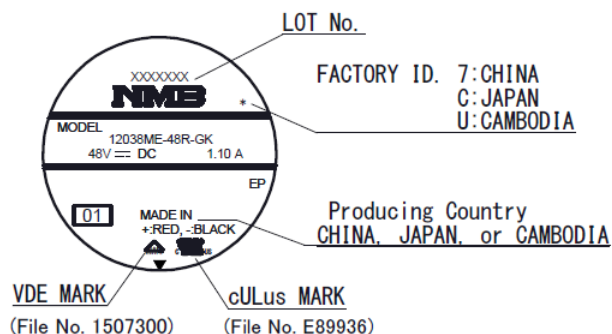 LOT No.
XXXXXXX
NMB
*
FACTORY ID. 7:CHINA
C:JAPAN
U:CAMBODIA
MODEL
12038ME-48R-GK
48V ⎓ DC 1.10 A
EP
01
MADE IN
+:RED, -:BLACK
Producing Country
CHINA, JAPAN, or CAMBODIA
VDE MARK
(File No. 1507300)
cULus MARK
(File No. E89936)